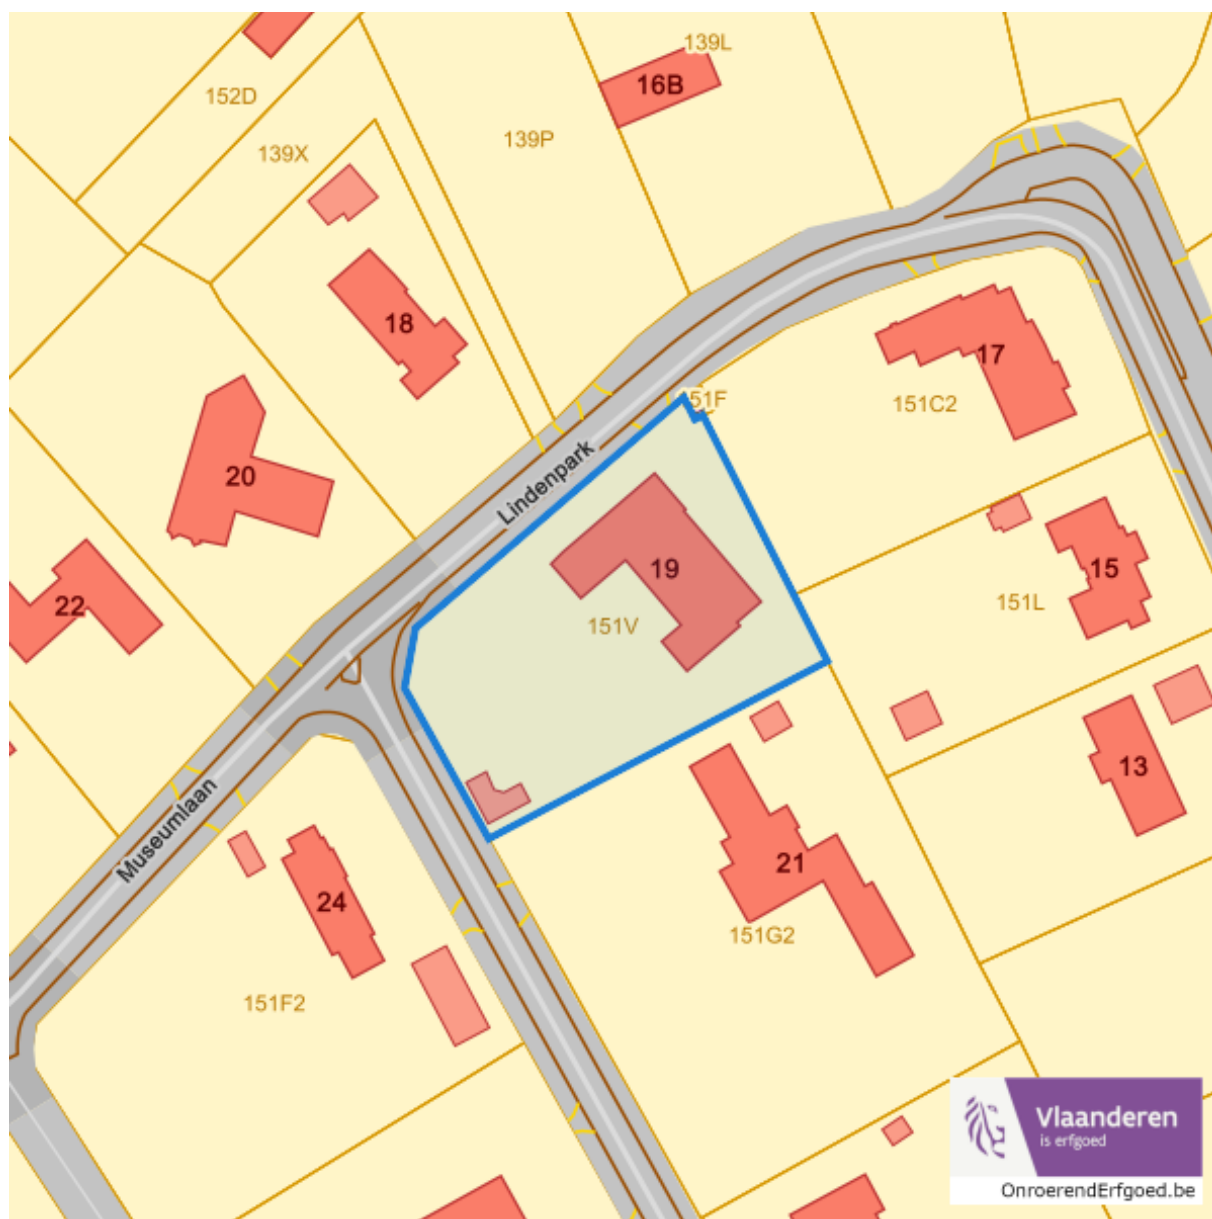 139L
16B
152D
139P
139X
18
17
151F
151C2
20
Lindenpark
19
15
22
151L
151V
13
Museumlaan
21
24
151G2
151F2
Vlaanderen
is erfgoed
OnroerendErfgoed.be